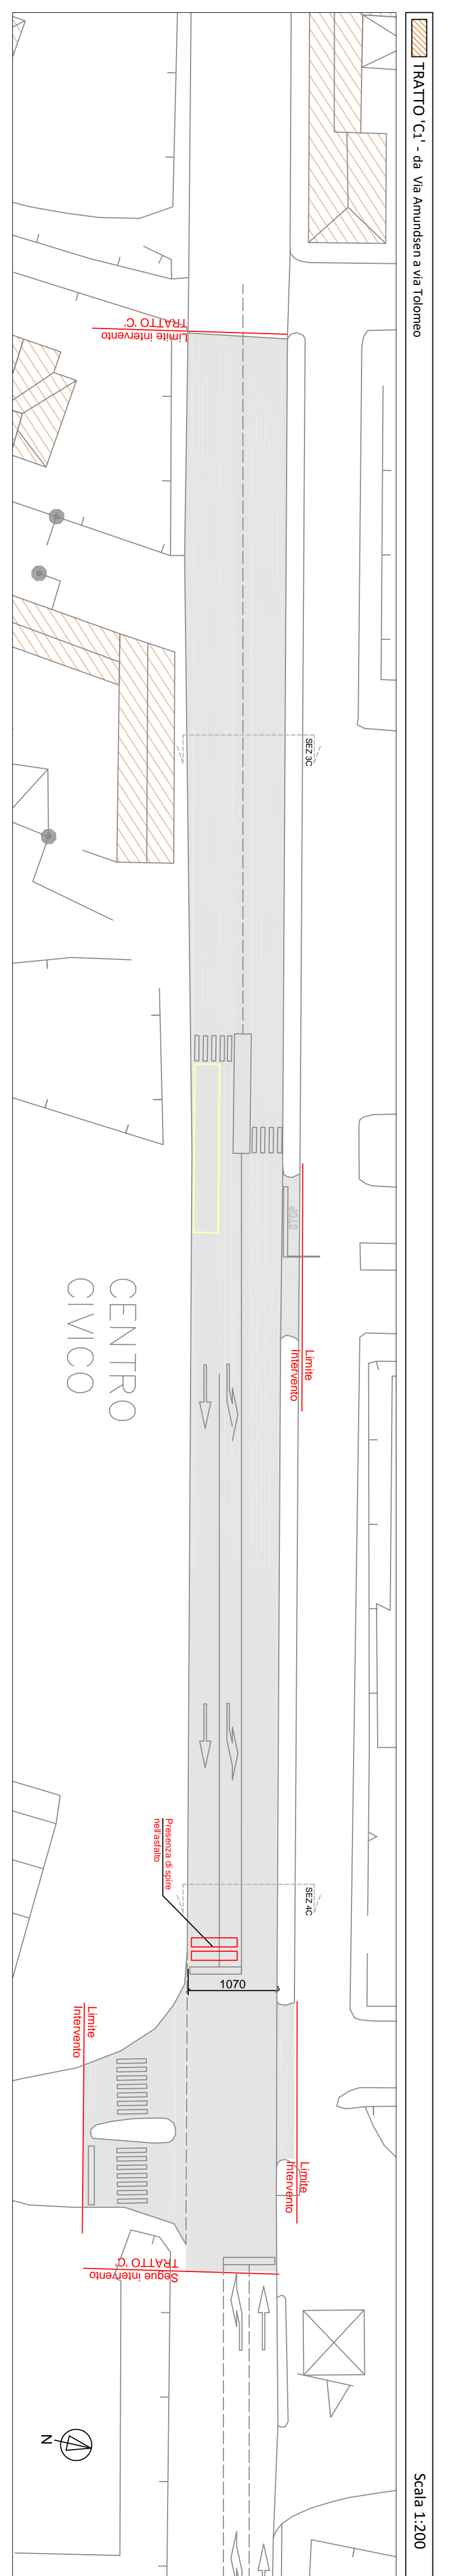 TRATTO 'C1' - da Via Amundsen a via Tolomeo
Limite intervento
TRATTO 'C'
SEZ 3C
STOP
Limite
Intervento
CENTRO
CIVICO
Presenza di spire
nell'asfalto
SEZ 4C
1070
Limite
Intervento
Limite
Intervento
Segue intervento
TRATTO 'C'
N
Scala 1:200